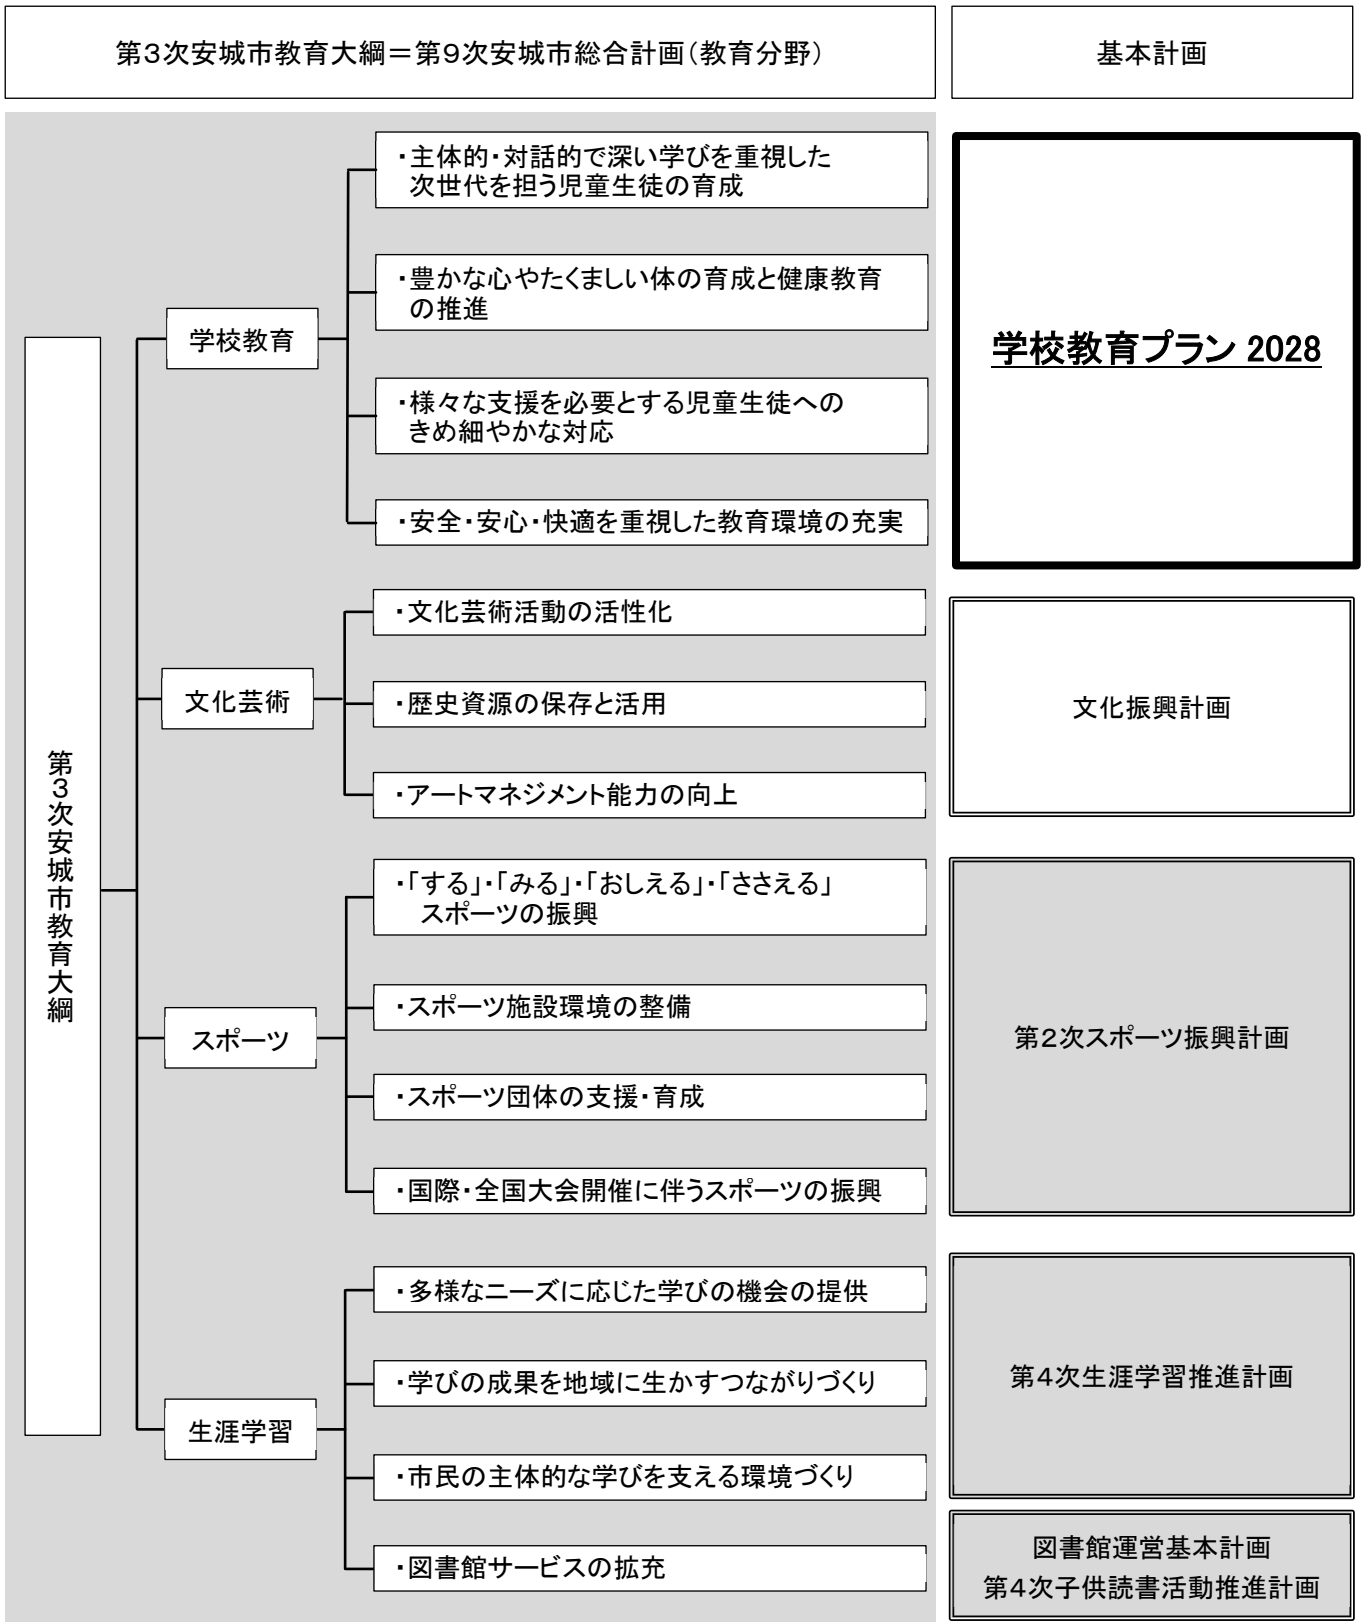 第3次安城市教育大綱＝第9次安城市総合計画（教育分野）
基本計画
第3次安城市教育大綱
学校教育
・主体的・対話的で深い学びを重視した
次世代を担う児童生徒の育成
・豊かな心やたくましい体の育成と健康教育
の推進
・様々な支援を必要とする児童生徒への
きめ細やかな対応
・安全・安心・快適を重視した教育環境の充実
学校教育プラン 2028
文化芸術
・文化芸術活動の活性化
・歴史資源の保存と活用
・アートマネジメント能力の向上
文化振興計画
スポーツ
・「する」・「みる」・「おしえる」・「ささえる」
スポーツの振興
・スポーツ施設環境の整備
・スポーツ団体の支援・育成
・国際・全国大会開催に伴うスポーツの振興
第2次スポーツ振興計画
生涯学習
・多様なニーズに応じた学びの機会の提供
・学びの成果を地域に生かすつながりづくり
・市民の主体的な学びを支える環境づくり
・図書館サービスの拡充
第4次生涯学習推進計画
図書館運営基本計画
第4次子供読書活動推進計画